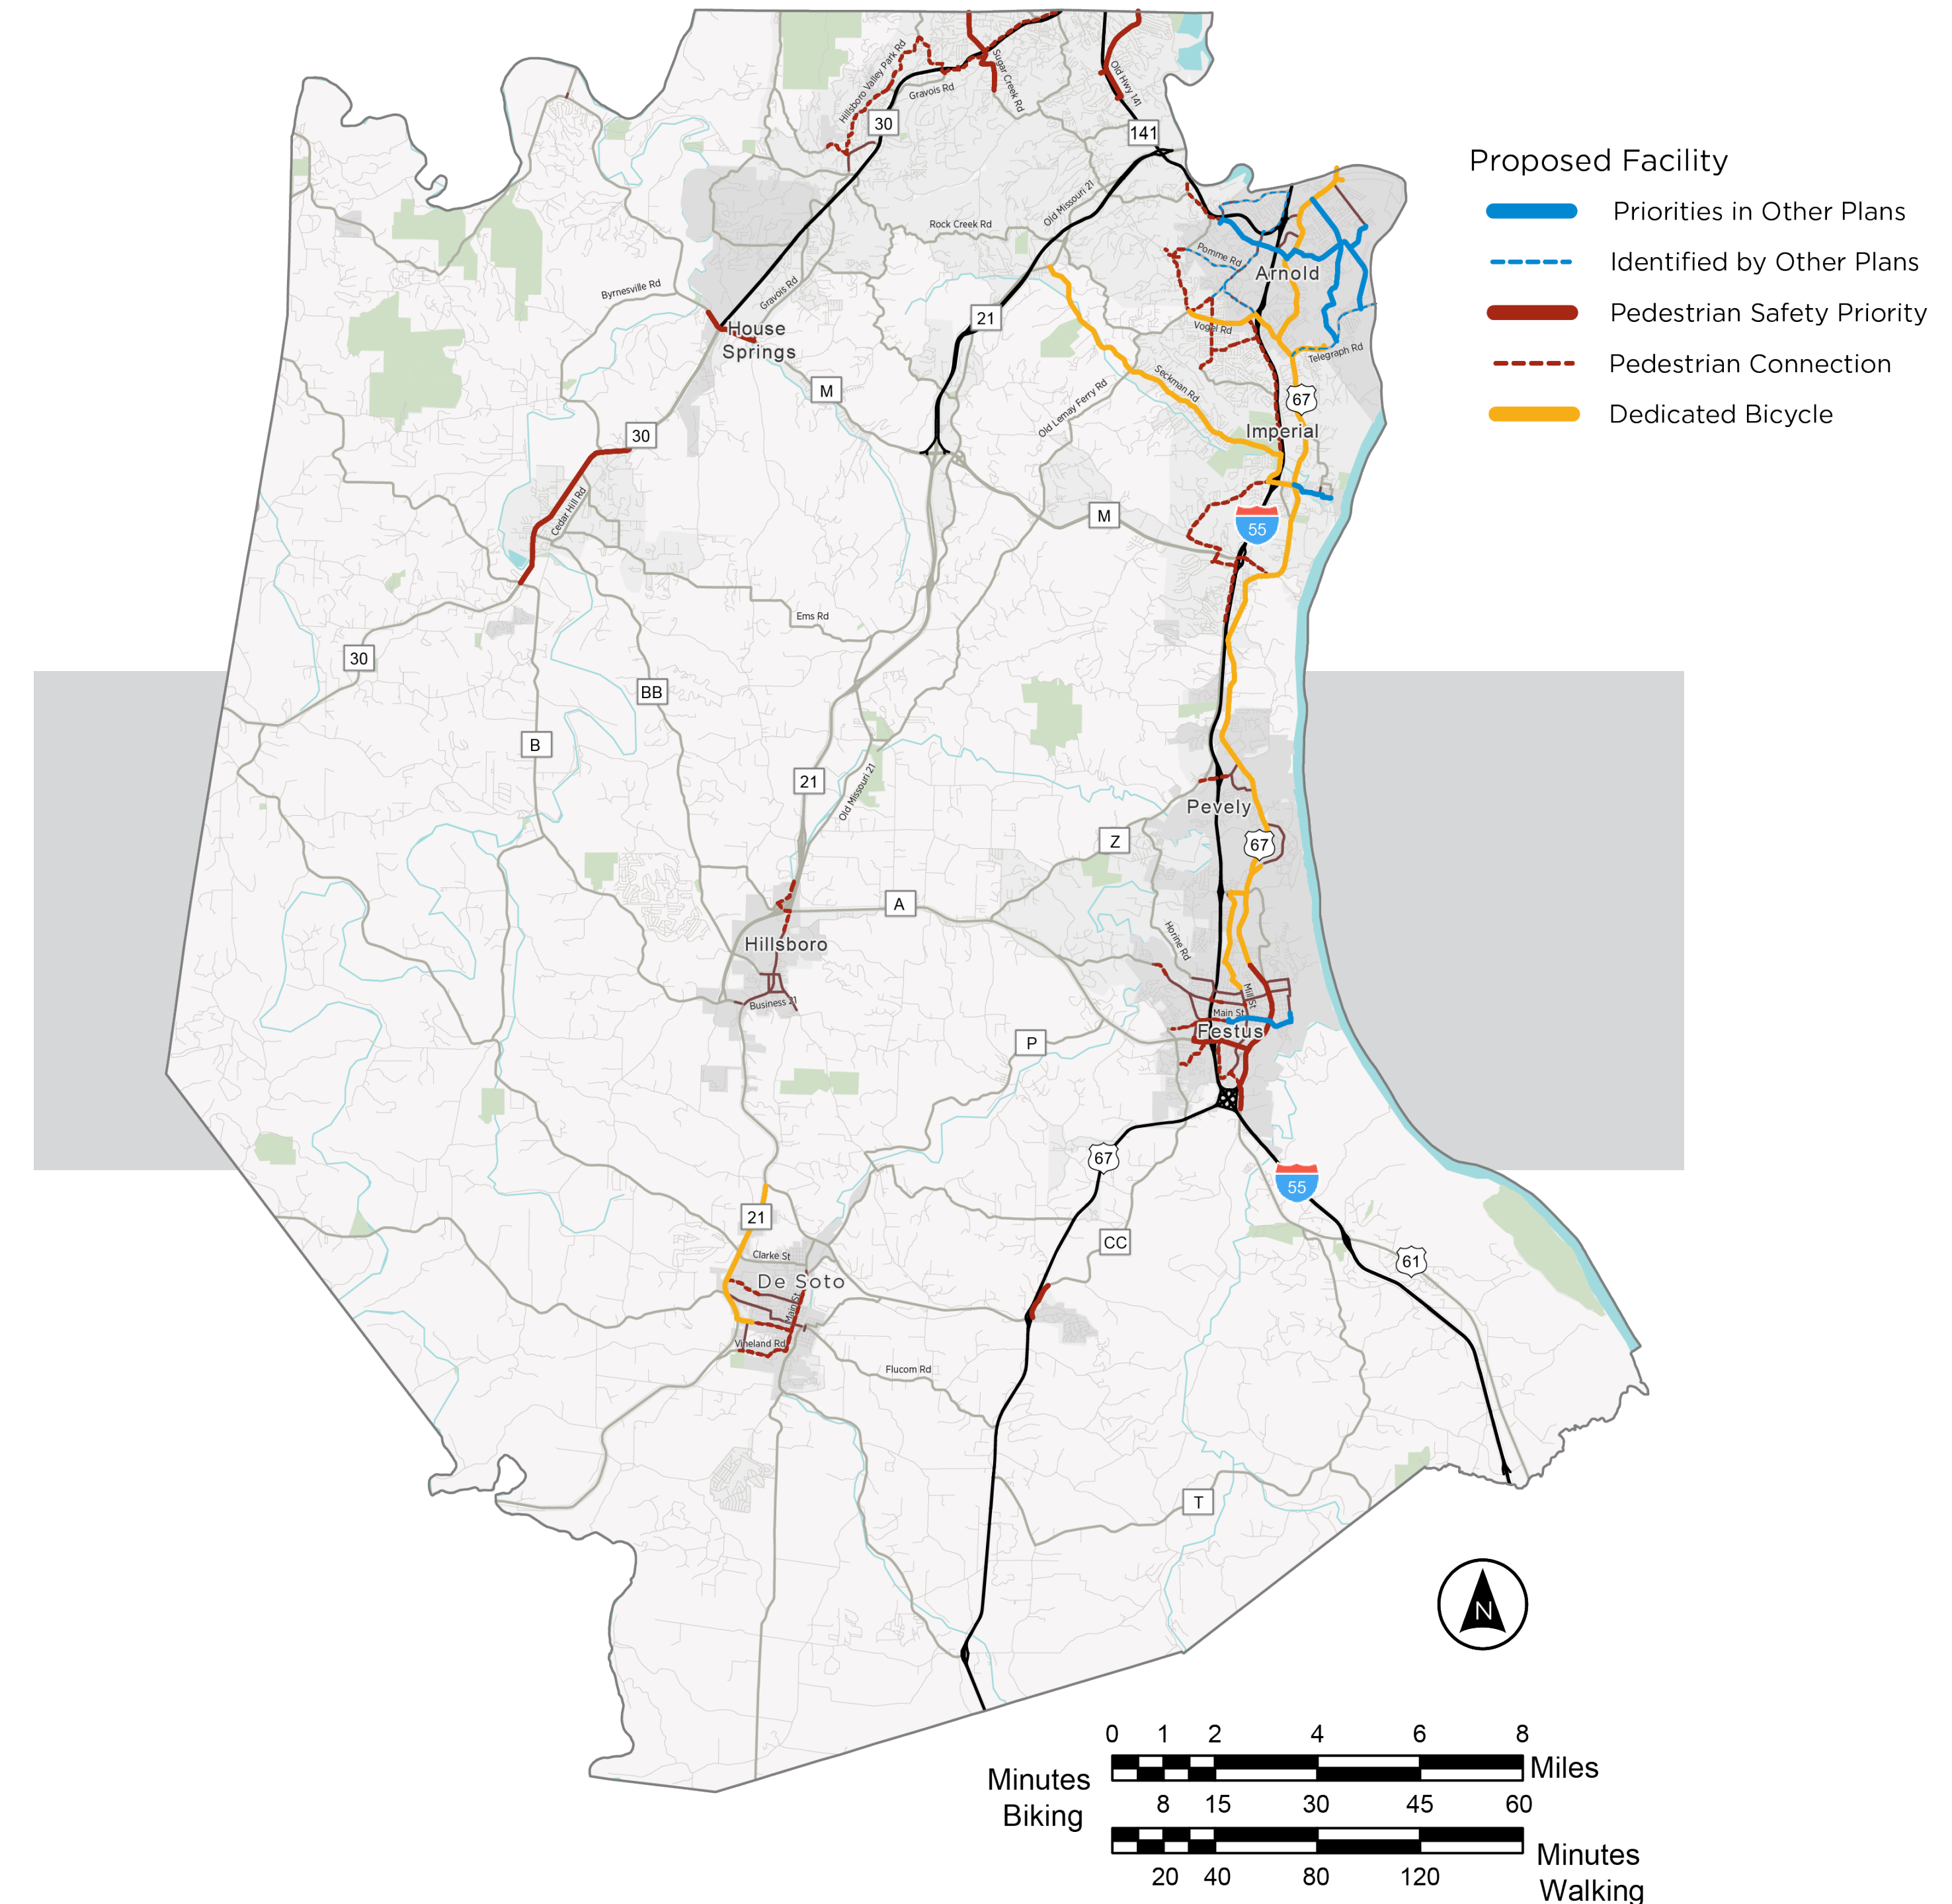 Hillsboro Valley Park Rd
Sugar Creek Rd
Old Hwy 141
Gravois Rd
30
141
Proposed Facility
Priorities in Other Plans
Identified by Other Plans
Pedestrian Safety Priority
Pedestrian Connection
Dedicated Bicycle
Old Missouri 21
Rock Creek Rd
Pomme Rd
Arnold
Byrnesville Rd
Gravois Rd
21
House
Springs
Vogel Rd
Telegraph Rd
M
Seckman Rd
67
Old Lemay Ferry Rd
Imperial
30
Cedar Hill Rd
M
55
Ems Rd
30
BB
B
21
Old Missouri 21
Pevely
Z
67
A
Hillsboro
Horine Rd
Business 21
Mill St
Main St
Festus
P
67
55
21
CC
Clarke St
61
De Soto
Main St
Vineland Rd
Flucom Rd
T
N
0 1 2 4 6 8
Miles
Minutes
Biking
8 15 30 45 60
Minutes
Walking
20 40 80 120